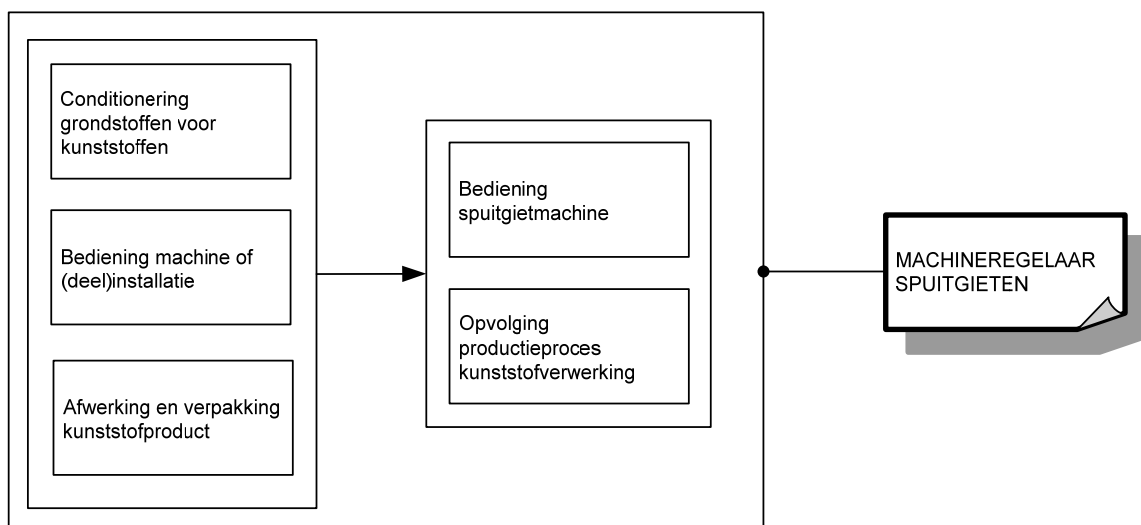 Conditionering
grondstoffen voor
kunststoffen
Bediening machine of
(deel)installatie
Afwerking en verpakking
kunststofproduct
Bediening
spuitgietmachine
Opvolging
productieproces
kunstofverwerking
MACHINEREGELAAR
SPUITGIETEN